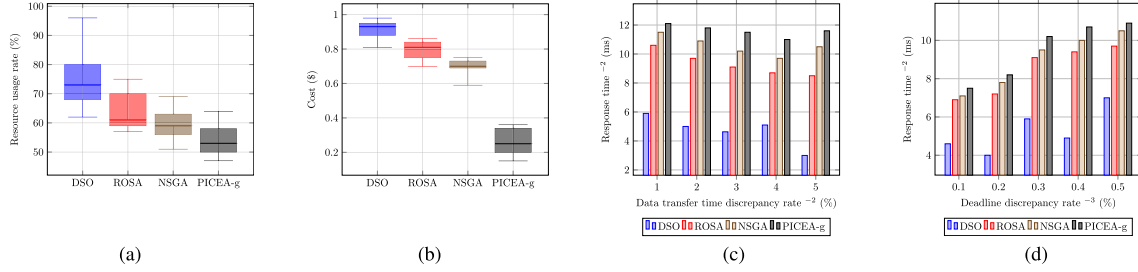 Resource usage rate (%)
100
90
80
70
60
50
DSO ROSA NSGA PICEA-g
(a)
Cost (8)
1
0.8
0.6
0.4
0.2
DSO ROSA NSGA PICEA-g
(b)
Response time ⁻² (ms)
12
10
8
6
4
2
1 2 3 4 5
Data transfer time discrepancy rate ⁻² (%)
DSO ROSA NSGA PICEA-g
(c)
Response time ⁻² (ms)
10
8
6
4
0.1 0.2 0.3 0.4 0.5
Deadline discrepancy rate ⁻³ (%)
DSO ROSA NSGA PICEA-g
(d)